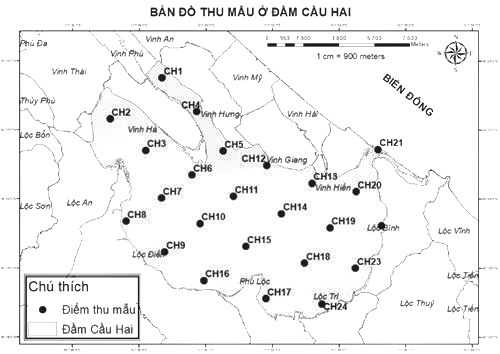 BẢN ĐỒ THU MẪU Ở ĐẦM CẦU HAI
Phú Đa
Vinh An
Phú Diên
CH1
Vinh Thái
Vinh Mỹ
0 950 1.900 3.800 5.700 7.600
Meters
1 cm = 900 meters
BIỂN ĐÔNG
Thủy Phù
CH2
CH4
Vinh Hưng
Vinh Hải
Lộc Bổn
Vinh Hà
CH3
CH5
CH21
CH12
Vinh Giang
CH6
CH13
Vinh Hiền
CH20
Lộc Sơn
Lộc An
CH7
CH11
CH14
CH8
CH10
CH19
Lộc Bình
Lộc Vĩnh
Lộc Điền
CH9
CH15
CH18
CH23
Lộc Tiến
CH16
Phú Lộc
CH17
Lộc Trì
CH24
Lộc Thuỷ
Lộc Tiến
Chú thích
Điểm thu mẫu
Đầm Cầu Hai